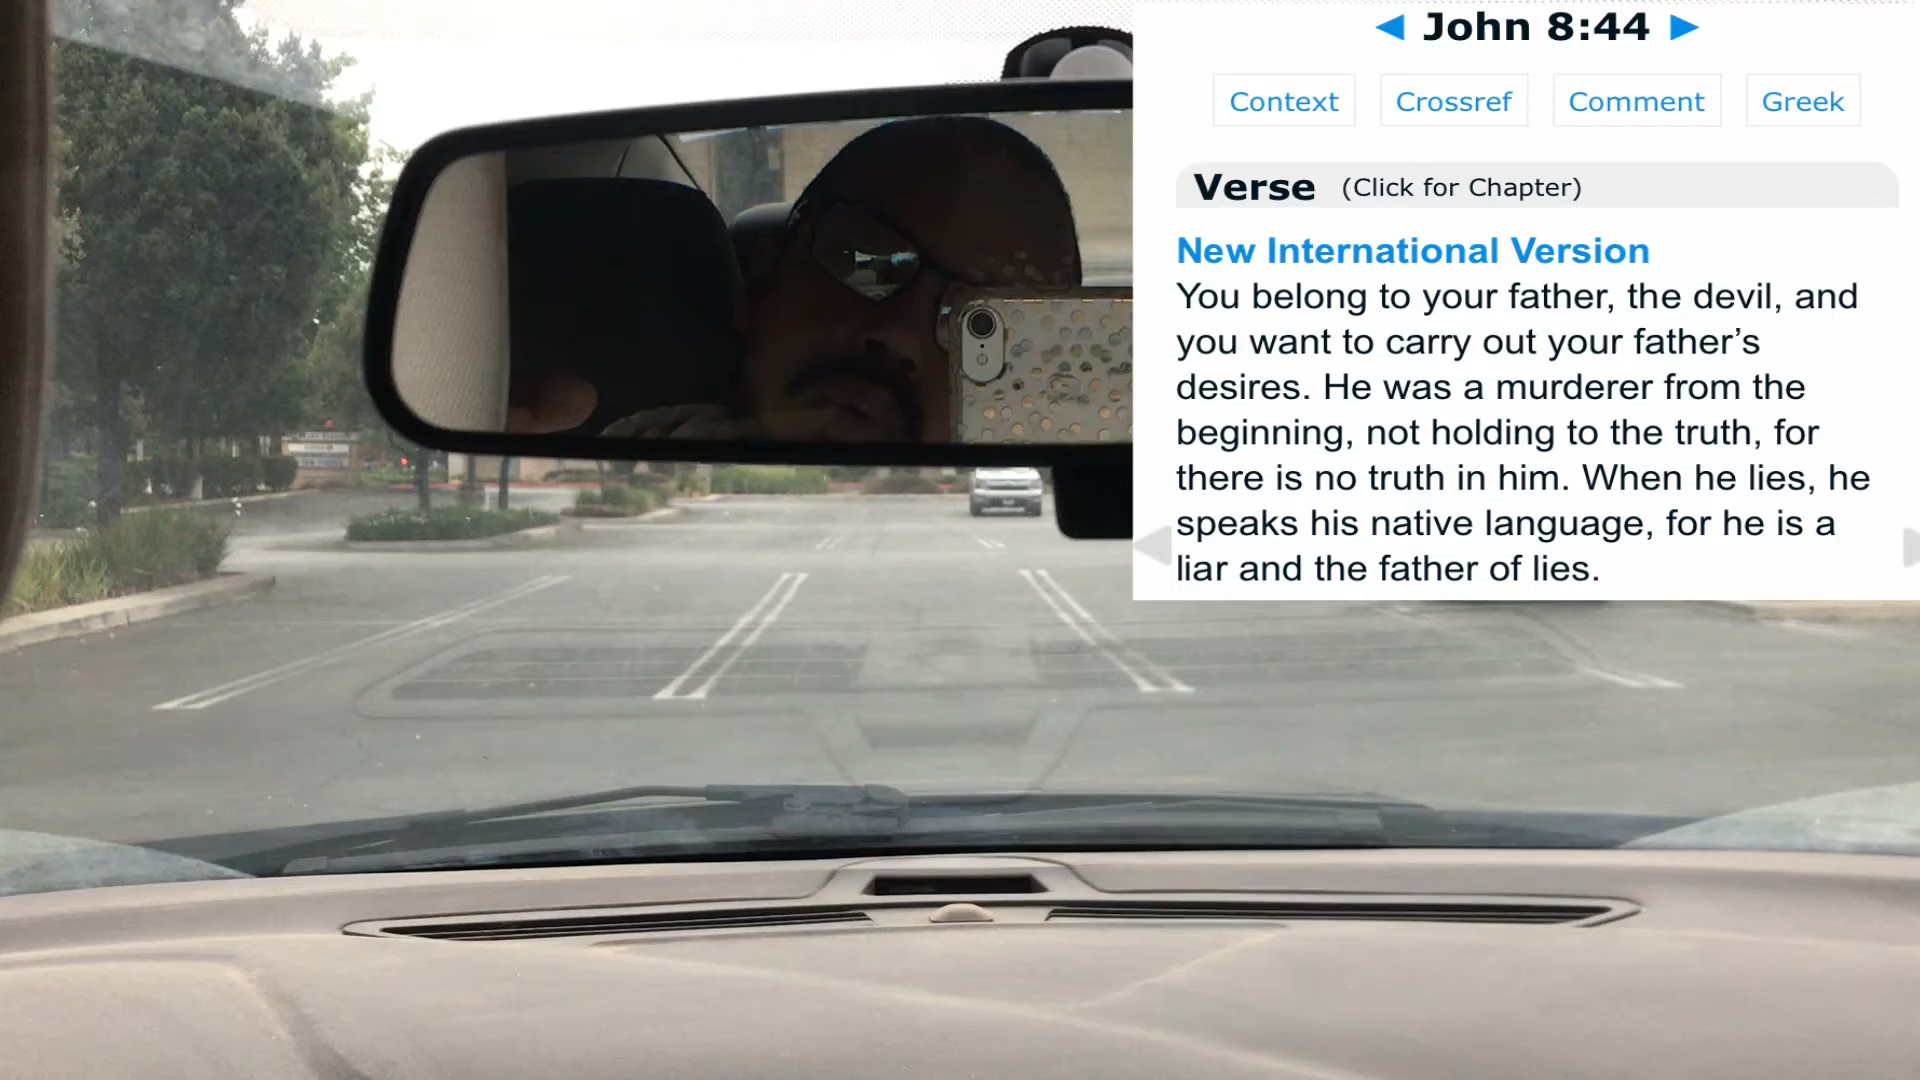 ◀ John 8:44 ▶
Context Crossref Comment Greek
Verse (Click for Chapter)
New International Version
You belong to your father, the devil, and
you want to carry out your father’s
desires. He was a murderer from the
beginning, not holding to the truth, for
there is no truth in him. When he lies, he
speaks his native language, for he is a
liar and the father of lies.